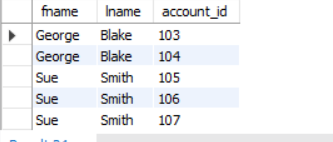 fname lname account_id
George Blake 103
George Blake 104
Sue Smith 105
Sue Smith 106
Sue Smith 107